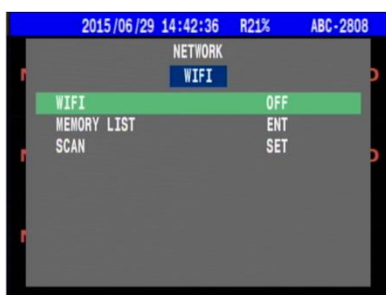 2015/06/29 14:42:36 R21% ABC-2808
NETWORK
WIFI
WIFI OFF
MEMORY LIST ENT
SCAN SET